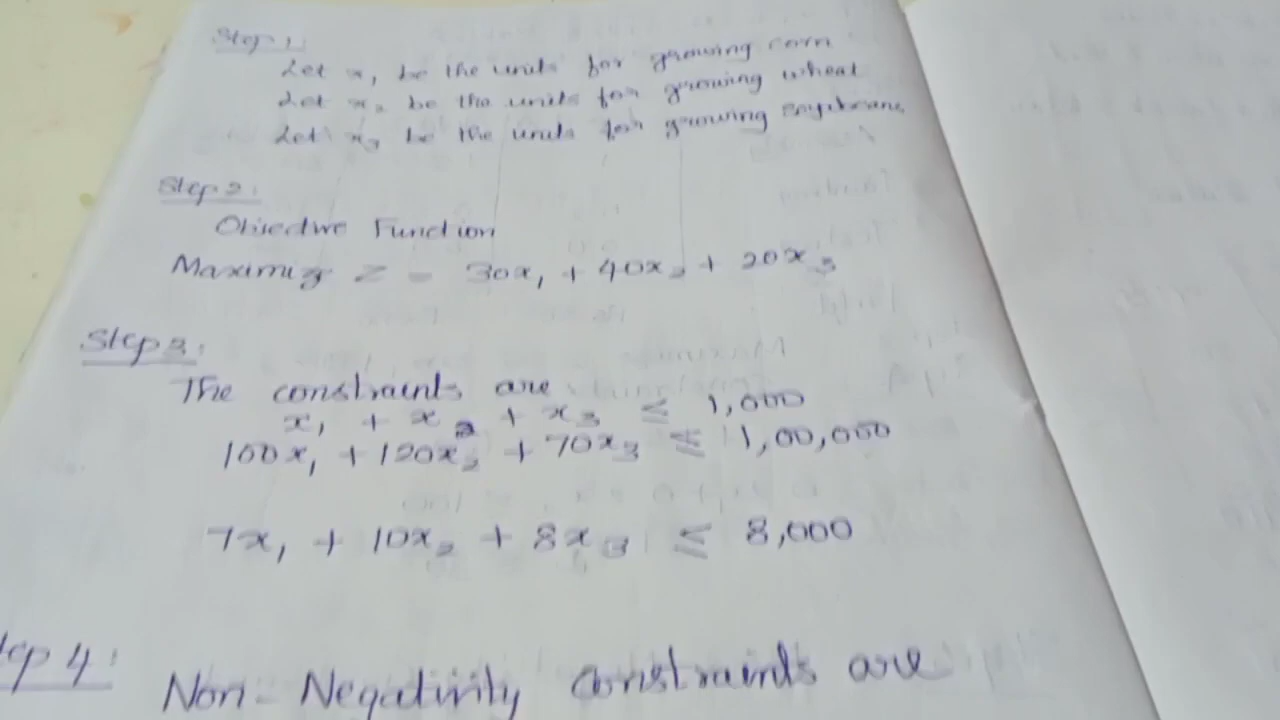 Step 1:
Let x₁ be the units for growing corn
Let x₂ be the units for growing wheat
Let x₃ be the units for growing soyabeans
Step 2:
Objective Function
Maximiz Z = 30x₁ + 40x₂ + 20x₃
Step 3:
The constraints are
x₁ + x₂ + x₃ ≤ 1,000
100x₁ + 120x₂ + 70x₃ ≤ 1,00,000
7x₁ + 10x₂ + 8x₃ ≤ 8,000
tep 4:
Non-Negativity constraints are